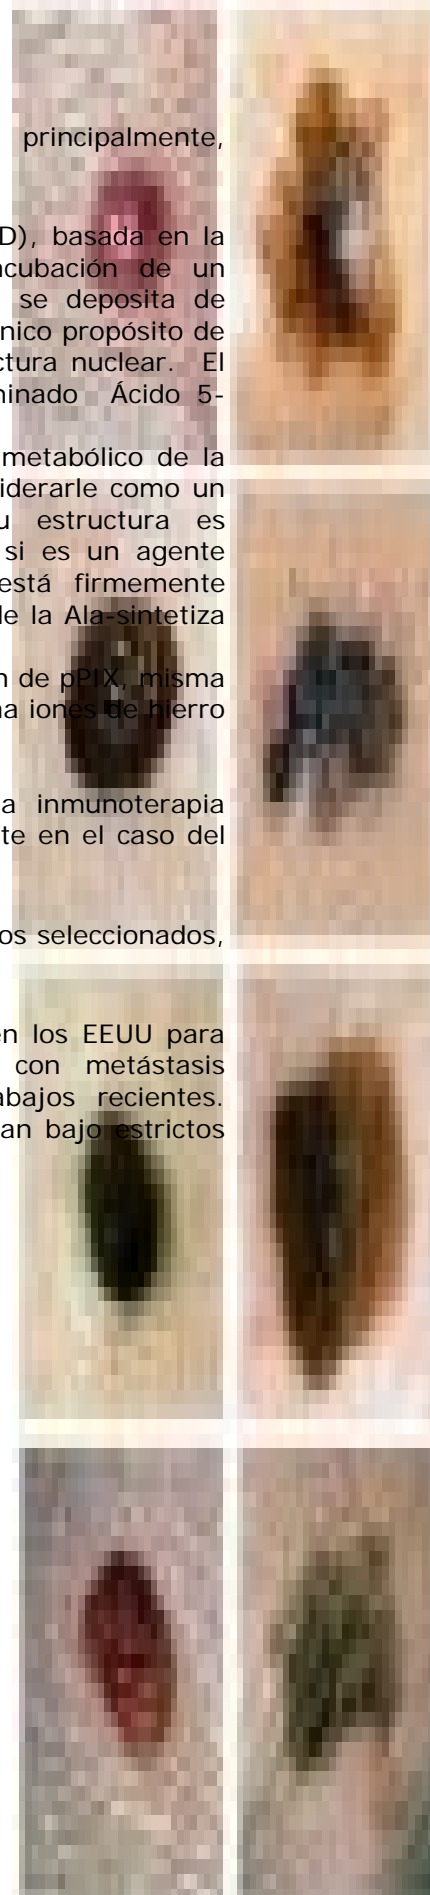 principalmente,
D), basada en la
ncubación de un
se deposita de
nico propósito de
ctura nuclear. El
minado Ácido 5-
metabólico de la
siderarle como un
u estructura es
si es un agente
está firmemente
de la Ala-sintetiza
n de pPIX, misma
na iones de hierro
a inmunoterapia
te en el caso del
os seleccionados,
en los EEUU para
con metástasis
abajos recientes.
an bajo estrictos